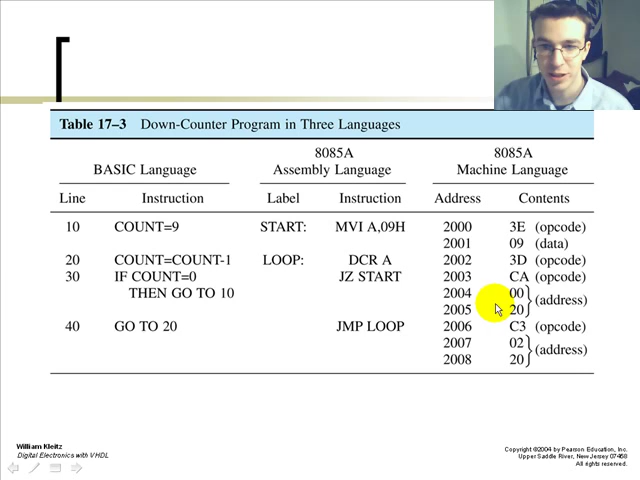 Table 17–3 Down-Counter Program in Three Languages
8085A 8085A
BASIC Language Assembly Language Machine Language
Line Instruction Label Instruction Address Contents
10 COUNT=9 START: MVI A,09H 2000 3E (opcode)
2001 09 (data)
20 COUNT=COUNT-1 LOOP: DCR A 2002 3D (opcode)
30 IF COUNT=0 JZ START 2003 CA (opcode)
THEN GO TO 10 2004 00
(address)
2005 20
40 GO TO 20 JMP LOOP 2006 C3 (opcode)
2007 02
(address)
2008 20
William Kleitz
Digital Electronics with VHDL
Copyright ©2004 by Pearson Education, Inc.
Upper Saddle River, New Jersey 07458
All rights reserved.